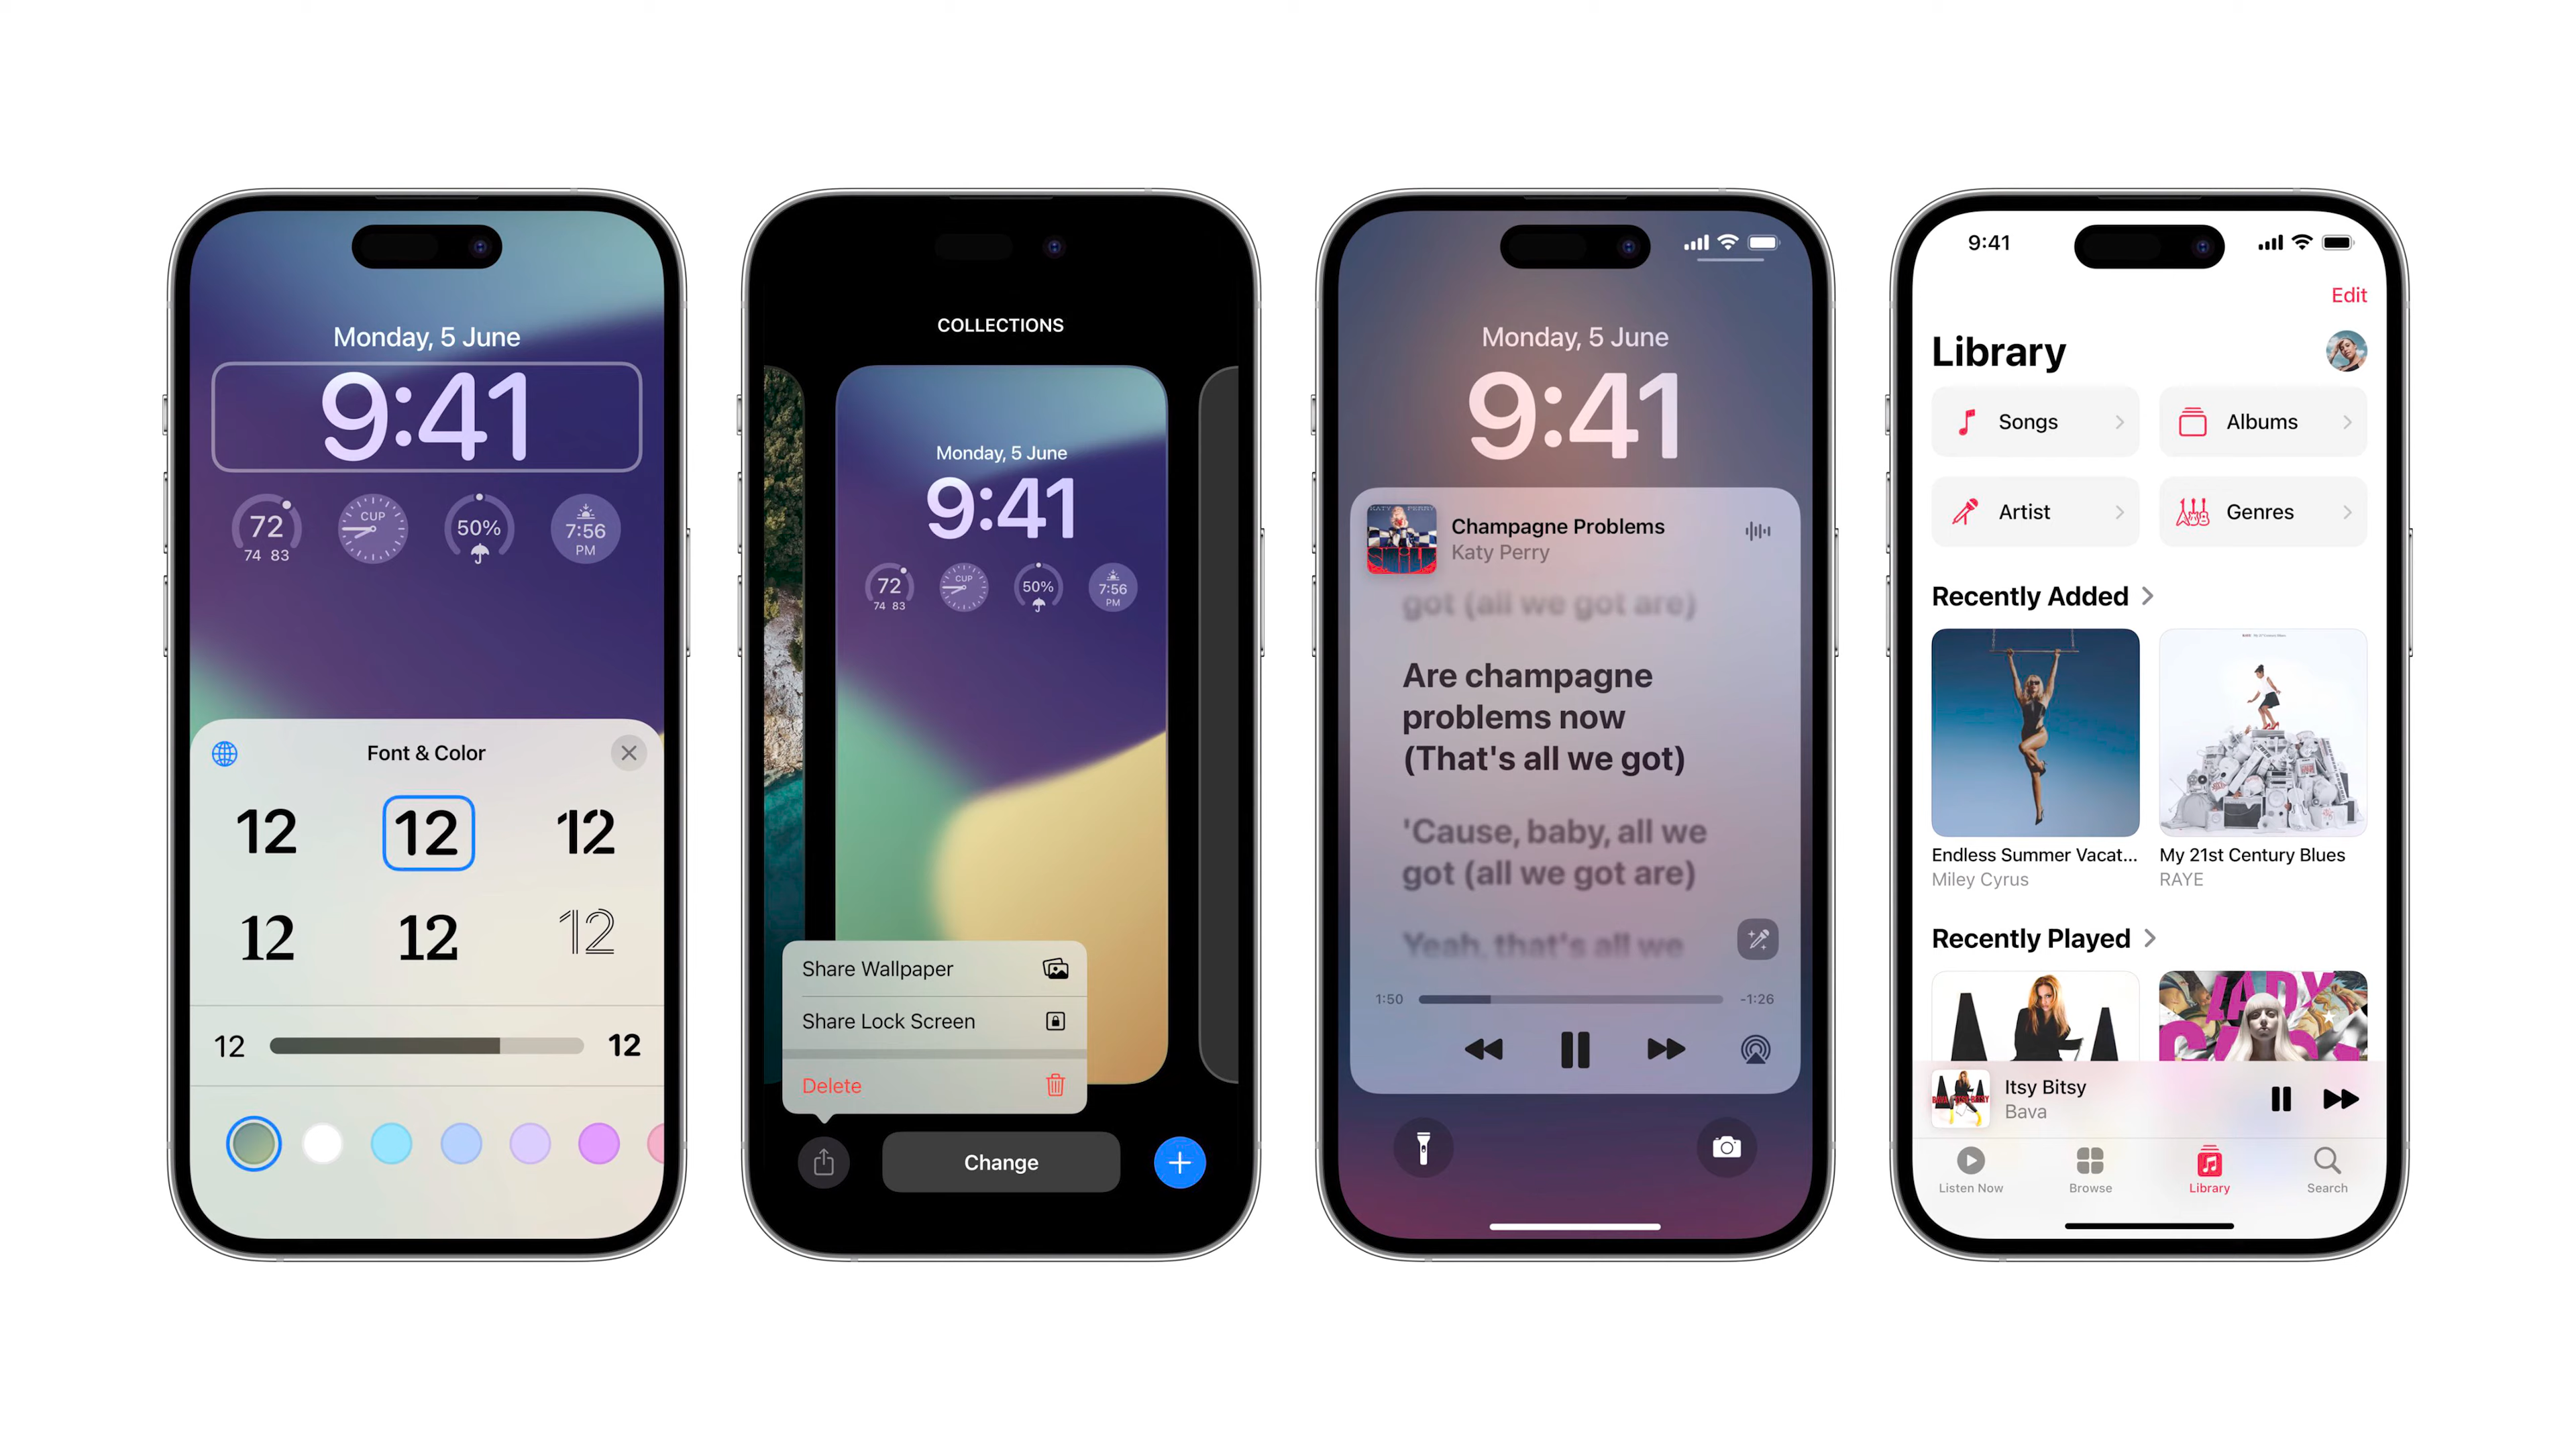 Monday, 5 June
9:41
72
74 83
CUP
50%
7:56
PM
Font & Color
12 12 12
12 12 12
12 12
COLLECTIONS
Monday, 5 June
9:41
72
74 83
CUP
50%
7:56
PM
Share Wallpaper
Share Lock Screen
Delete
Change
Monday, 5 June
9:41
KATY PERRY
Champagne Problems
Katy Perry
got (all we got are)
Are champagne
problems now
(That's all we got)
'Cause, baby, all we
got (all we got are)
Yeah, that's all we
1:50 -1:26
9:41
Edit
Library
Songs
Albums
Artist
Genres
Recently Added
Endless Summer Vacat...
Miley Cyrus
My 21st Century Blues
RAYE
Recently Played
LADY
Itsy Bitsy
Bava
Listen Now
Browse
Library
Search